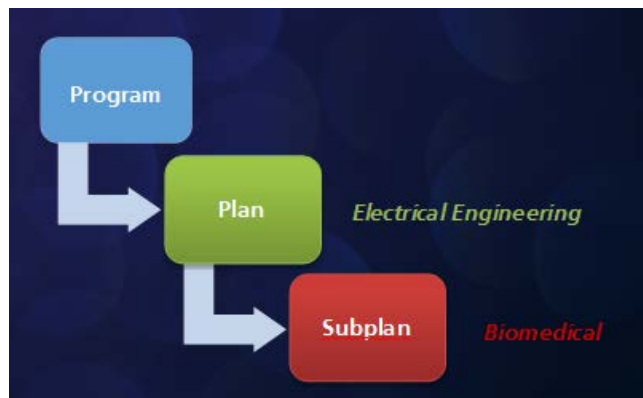 Program
Plan
Electrical Engineering
Subplan
Biomedical